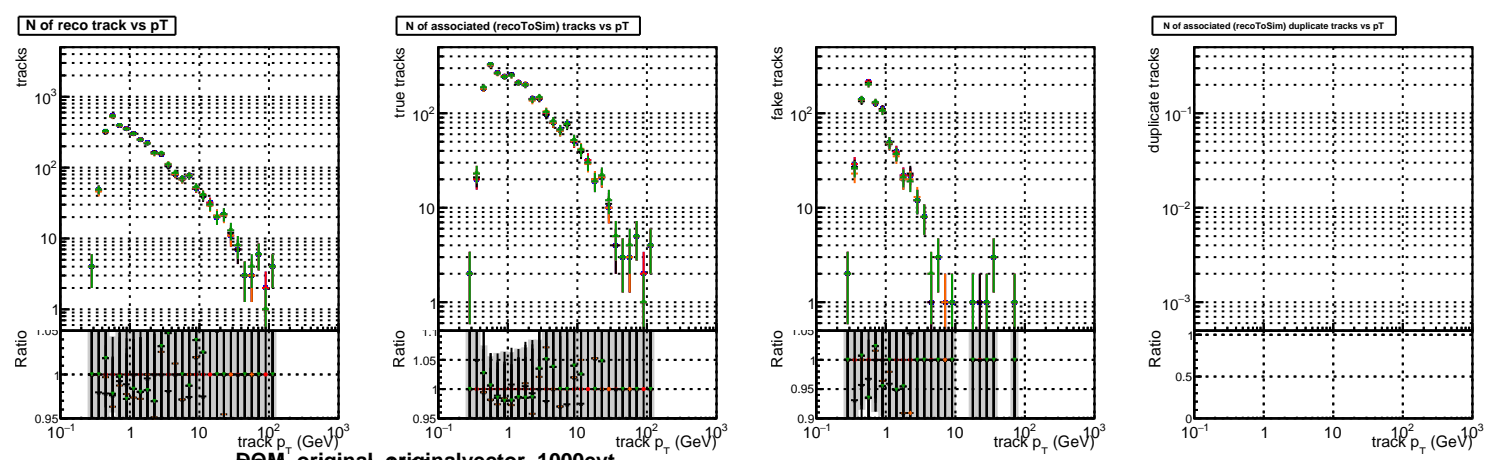 N of reco track vs pT
N of associated (recoToSim) tracks vs pT
N of associated (recoToSim) duplicate tracks vs pT
tracks
10³
10²
10
1
Ratio
1.05
1
0.95
10⁻¹ 1 10 10² 10³
track p_T (GeV)
true tracks
10²
10
1
Ratio
1.1
1.05
1
0.95
10⁻¹ 1 10 10² 10³
track p_T (GeV)
fake tracks
10²
10
1
Ratio
1.05
1
0.95
0.9
10⁻¹ 1 10 10² 10³
track p_T (GeV)
duplicate tracks
10⁻¹
10⁻²
10⁻³
Ratio
1
0.5
0
10⁻¹ 1 10 10² 10³
track p_T (GeV)
original originalvector 1000evt